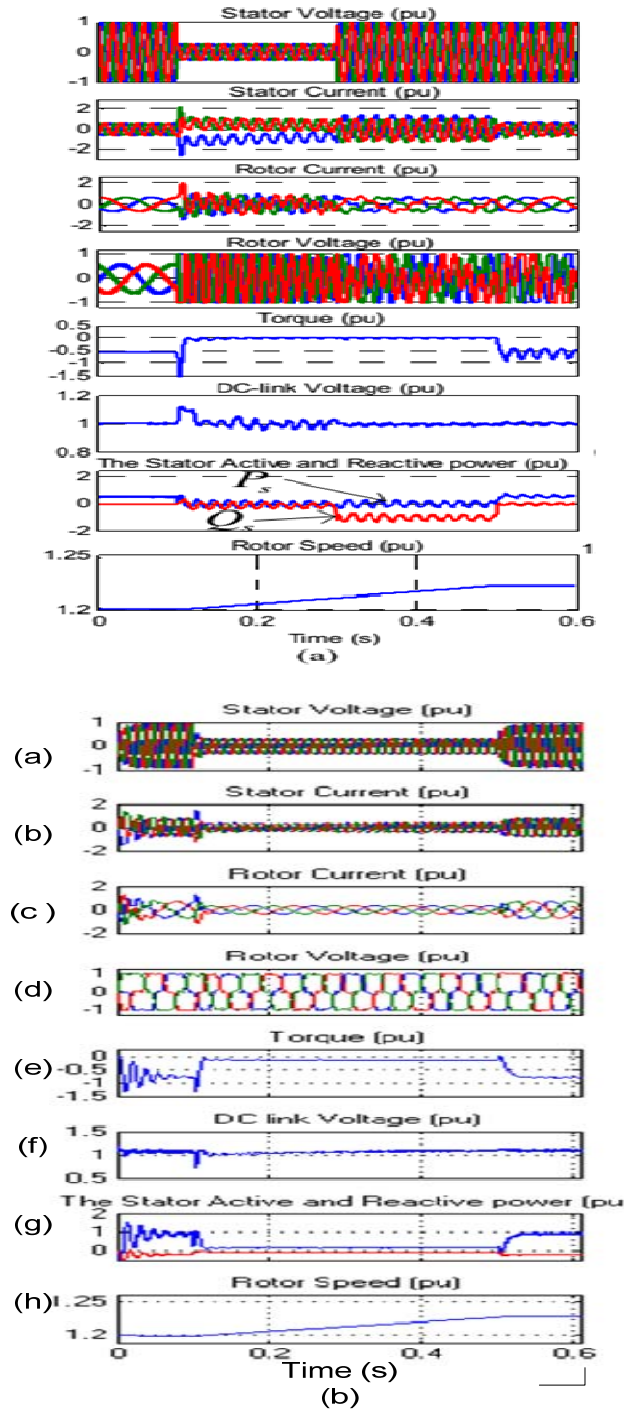 Stator Voltage (pu)
1
0
-1
Stator Current (pu)
2
0
-2
Rotor Current (pu)
2
0
-2
Rotor Voltage (pu)
1
0
-1
Torque (pu)
0.5
0
-0.5
-1
-1.5
DC-link Voltage (pu)
1.2
1
0.8
The Stator Active and Reactive power (pu)
2
0
-2
Ps
Qs
Rotor Speed (pu)
1
1.25
1.2
0 0.2 0.4 0.6
Time (s)
(a)
Stator Voltage [pu]
(a)
1
0
-1
Stator Current [pu]
(b)
2
0
-2
Rotor Current [pu]
(c )
2
0
-2
Rotor Voltage [pu]
(d)
1
0
-1
Torque [pu]
(e)
0
-0.5
-1
-1.5
DC link Voltage [pu]
(f)
1.5
1
0.5
The Stator Active and Reactive power [pu
(g)
1
0
Rotor Speed [pu]
(h)
1.25
1.2
0 0.2 0.4 0.6
Time (s)
(b)